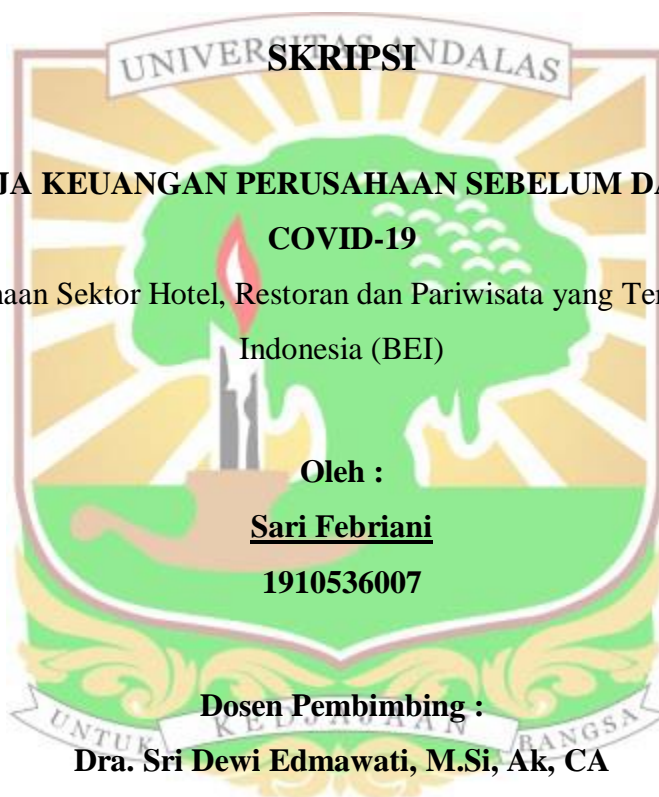 UNIVERSITAS ANDALAS
SKRIPSI
JA KEUANGAN PERUSAHAAN SEBELUM DA
COVID-19
haan Sektor Hotel, Restoran dan Pariwisata yang Ter
Indonesia (BEI)
Oleh :
Sari Febriani
1910536007
Dosen Pembimbing :
UNTUK KEDJAJAAN BANGSA
Dra. Sri Dewi Edmawati, M.Si, Ak, CA